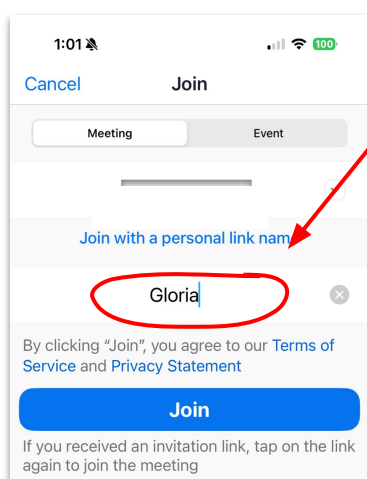 1:01
100
Cancel
Join
Meeting
Event
Join with a personal link nam
Gloria
By clicking “Join”, you agree to our Terms of
Service and Privacy Statement
Join
If you received an invitation link, tap on the link
again to join the meeting